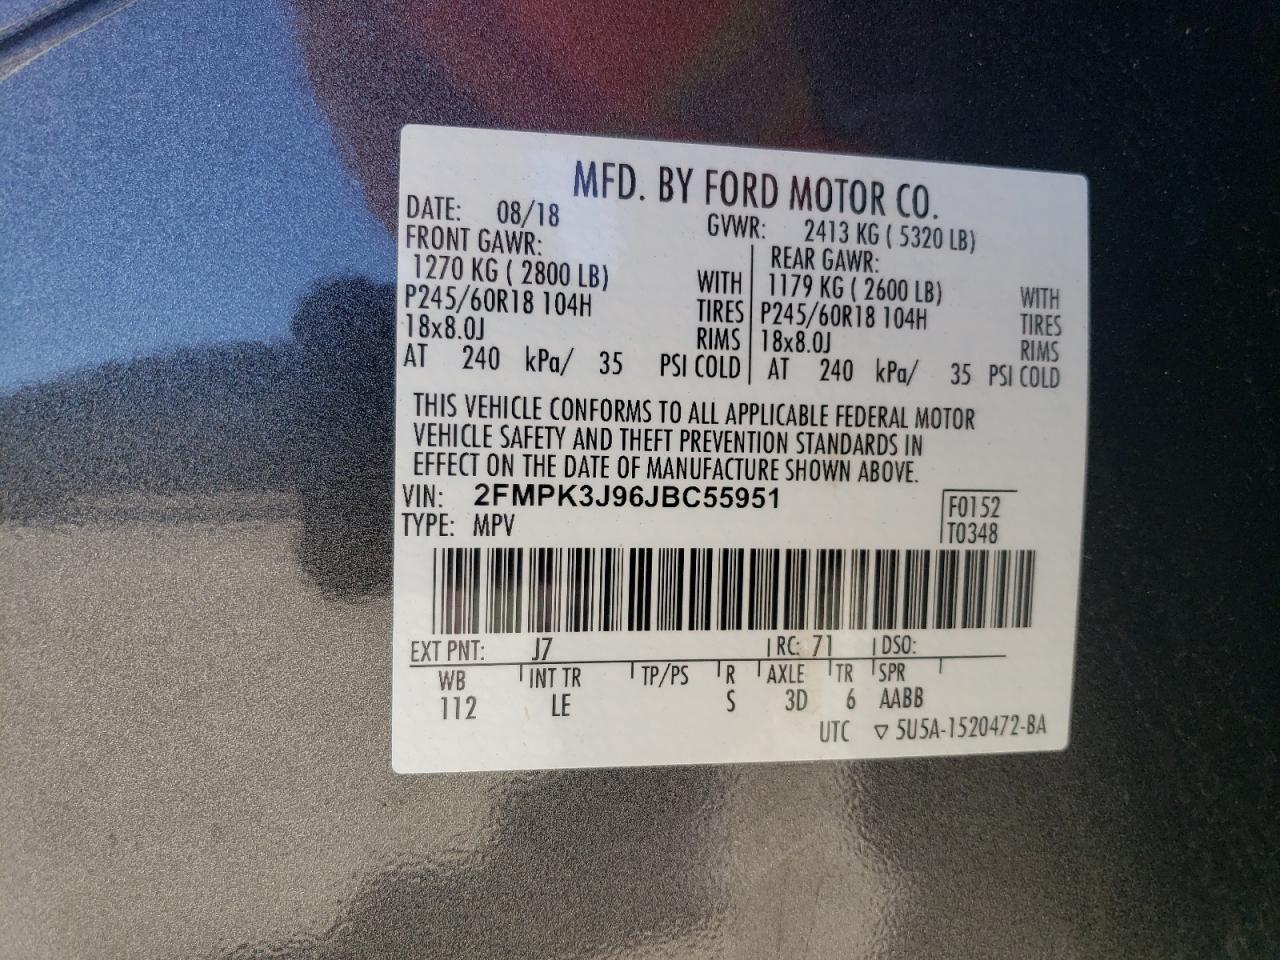 MFD. BY FORD MOTOR CO.
DATE: 08/18 GVWR: 2413 KG ( 5320 LB)
FRONT GAWR: REAR GAWR:
1270 KG ( 2800 LB) WITH 1179 KG ( 2600 LB) WITH
P245/60R18 104H TIRES P245/60R18 104H TIRES
18x8.0J RIMS 18x8.0J RIMS
AT 240 kPa/ 35 PSI COLD AT 240 kPa/ 35 PSI COLD
THIS VEHICLE CONFORMS TO ALL APPLICABLE FEDERAL MOTOR
VEHICLE SAFETY AND THEFT PREVENTION STANDARDS IN
EFFECT ON THE DATE OF MANUFACTURE SHOWN ABOVE.
VIN: 2FMPK3J96JBC55951 F0152
TYPE: MPV T0348
EXT PNT: J7 RC: 71 DSO:
WB INT TR TP/PS R AXLE TR SPR
112 LE S 3D 6 AABB
UTC ▽ 5U5A-1520472-BA